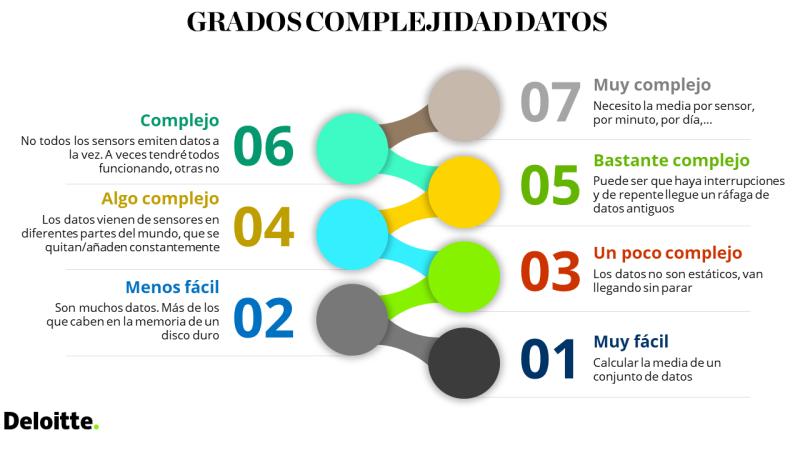 GRADOS COMPLEJIDAD DATOS
07
Muy complejo
Necesito la media por sensor,
por minuto, por día,...
Complejo
06
No todos los sensors emiten datos a
la vez. A veces tendré todos
funcionando, otras no
05
Bastante complejo
Puede ser que haya interrupciones
y de repente llegue un ráfaga de
datos antiguos
Algo complejo
04
Los datos vienen de sensores en
diferentes partes del mundo, que se
quitan/añaden constantemente
03
Un poco complejo
Los datos no son estáticos, van
llegando sin parar
Menos fácil
02
Son muchos datos. Más de los
que caben en la memoria de un
disco duro
01
Muy fácil
Calcular la media de un
conjunto de datos
Deloitte.